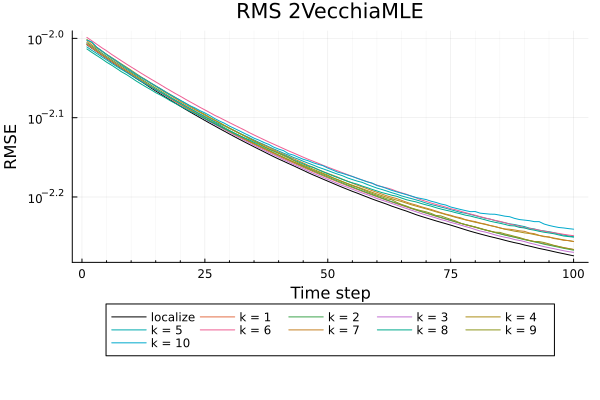 RMS 2VecchiaMLE
10^−2.0
10^−2.1
10^−2.2
RMSE
0 25 50 75 100
Time step
localize k = 1 k = 2 k = 3 k = 4
k = 5 k = 6 k = 7 k = 8 k = 9
k = 10